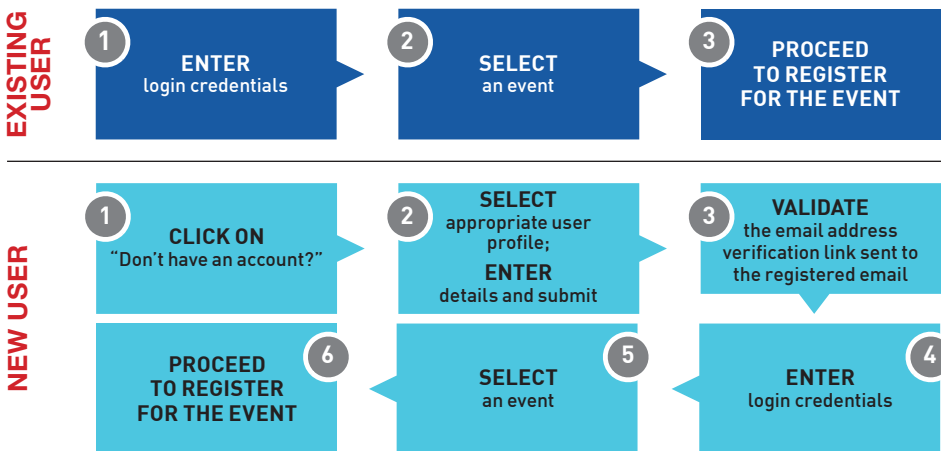 EXISTING
USER
1
ENTER
login credentials
2
SELECT
an event
3
PROCEED
TO REGISTER
FOR THE EVENT
NEW USER
1
CLICK ON
“Don’t have an account?”
2
SELECT
appropriate user
profile;
ENTER
details and submit
3
VALIDATE
the email address
verification link sent to
the registered email
4
ENTER
login credentials
5
SELECT
an event
6
PROCEED
TO REGISTER
FOR THE EVENT